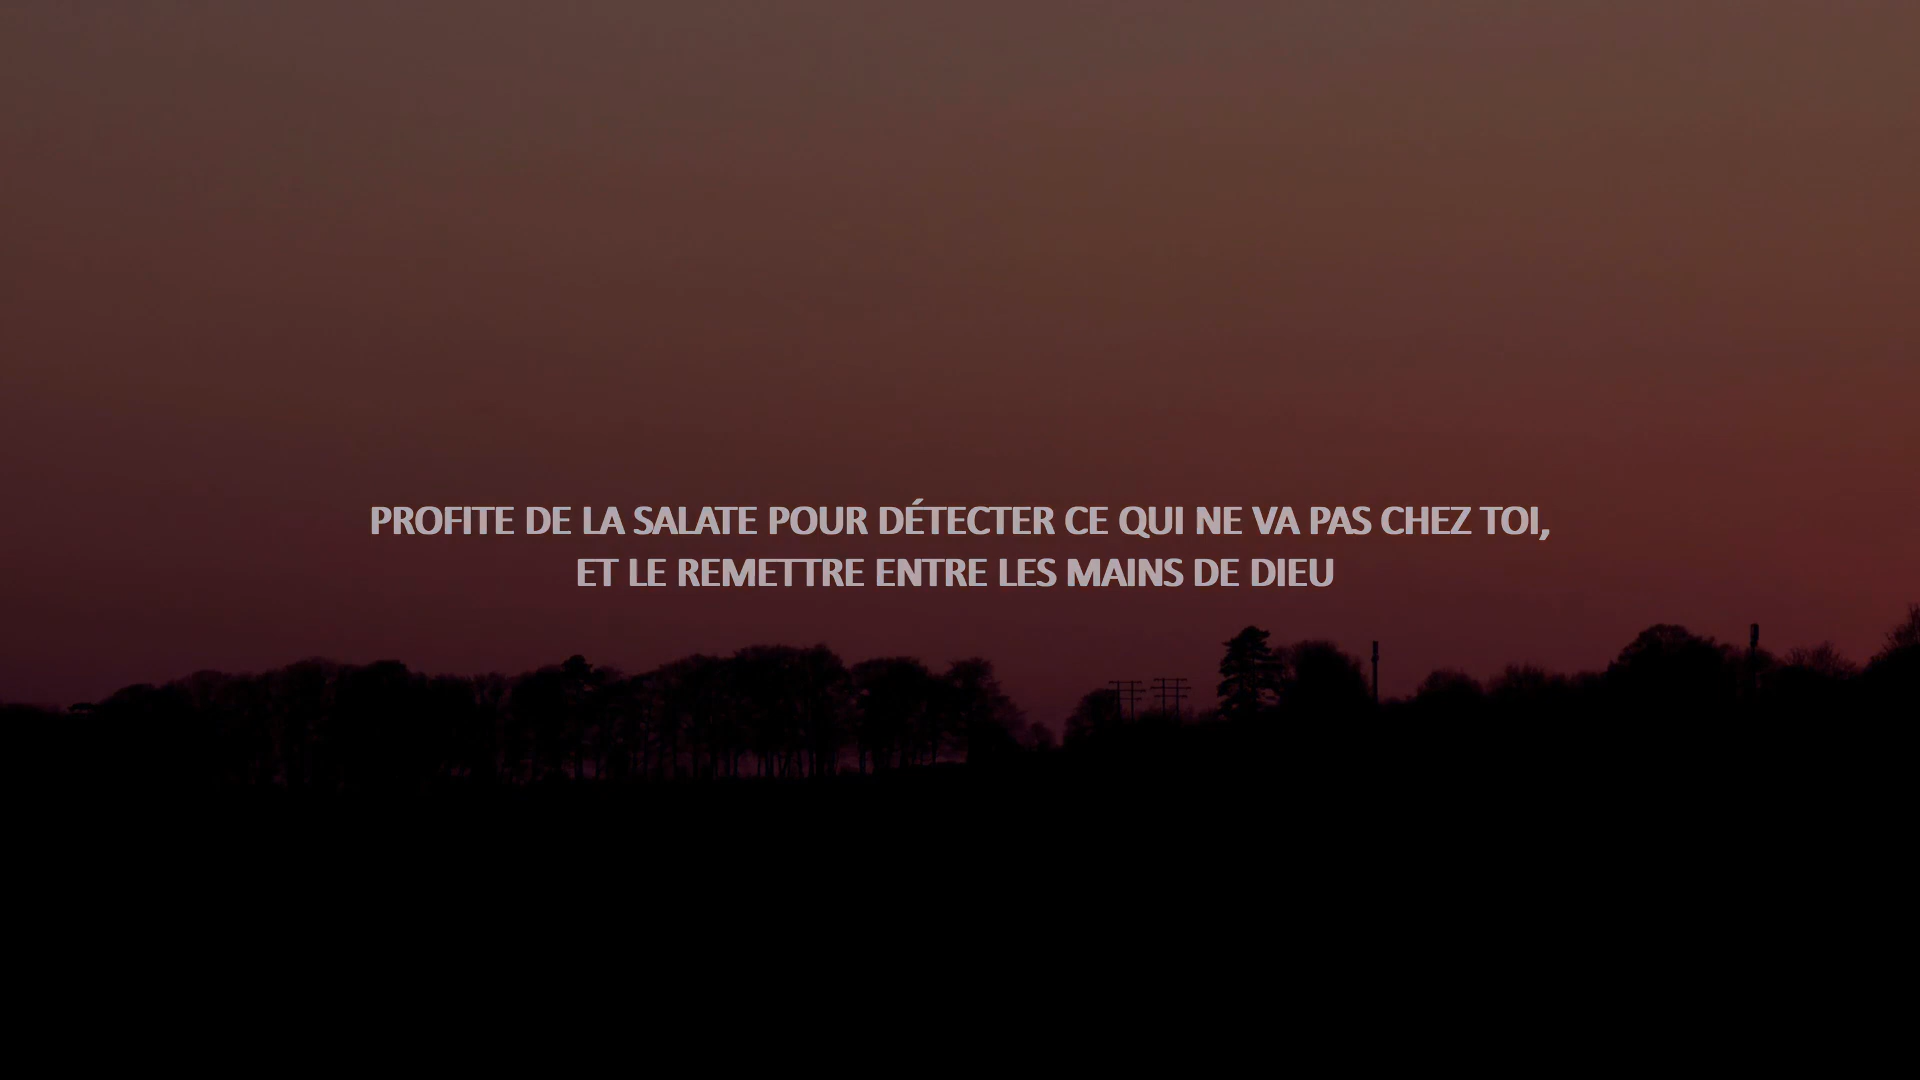 PROFITE DE LA SALATE POUR DÉTECTER CE QUI NE VA PAS CHEZ TOI,
ET LE REMETTRE ENTRE LES MAINS DE DIEU